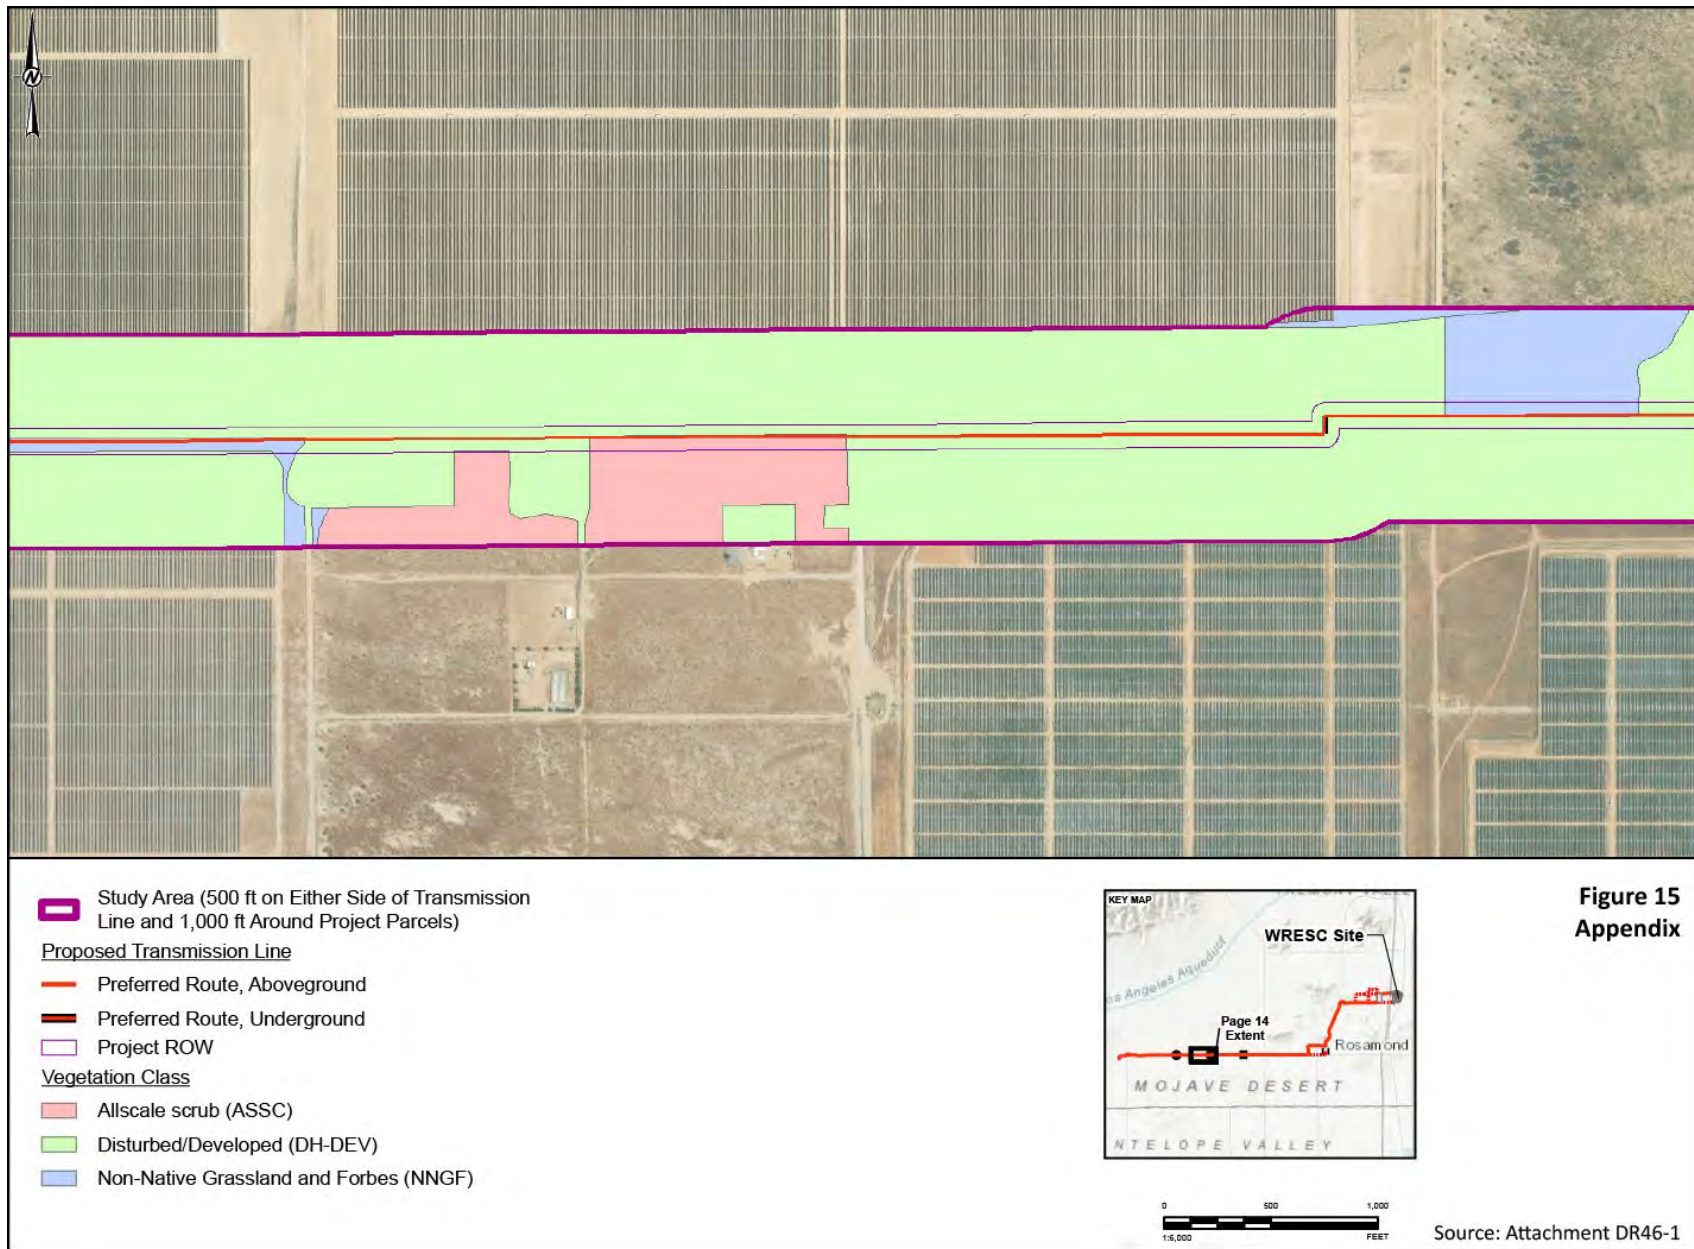 N
Study Area (500 ft on Either Side of Transmission
Line and 1,000 ft Around Project Parcels)
Proposed Transmission Line
Preferred Route, Aboveground
Preferred Route, Underground
Project ROW
Vegetation Class
Allscale scrub (ASSC)
Disturbed/Developed (DH-DEV)
Non-Native Grassland and Forbes (NNGF)
KEY MAP
WRESC Site
os Angeles Aqueduct
Page 14
Extent
Rosamond
MOJAVE DESERT
NTELOPE VALLEY
0 500 1,000
1:6,000 FEET
Figure 15
Appendix
Source: Attachment DR46-1